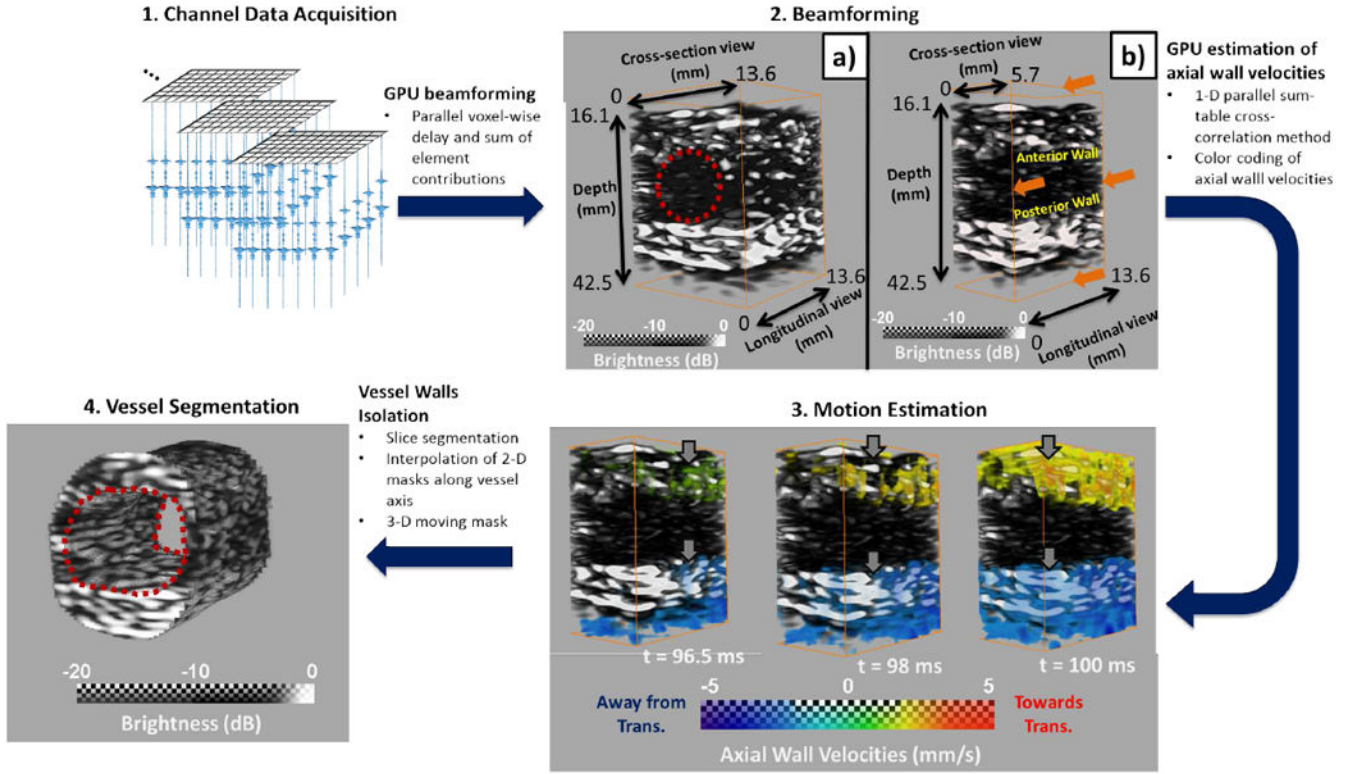 1. Channel Data Acquisition
...
GPU beamforming
• Parallel voxel-wise
delay and sum of
element
contributions
2. Beamforming
a)
Cross-section view
(mm)
0
13.6
16.1
Depth
(mm)
42.5
13.6
0
Longitudinal view
(mm)
-20
-10
0
Brightness (dB)
b)
Cross-section view
(mm)
0
5.7
16.1
Anterior Wall
Depth
(mm)
Posterior Wall
42.5
13.6
0
Longitudinal view
(mm)
-20
-10
0
Brightness (dB)
GPU estimation of
axial wall velocities
• 1-D parallel sum-
table cross-
correlation method
• Color coding of
axial walll velocities
3. Motion Estimation
t = 96.5 ms
t = 98 ms
t = 100 ms
-5
0
5
Away from
Trans.
Towards
Trans.
Axial Wall Velocities (mm/s)
Vessel Walls
Isolation
• Slice segmentation
• Interpolation of 2-D
masks along vessel
axis
• 3-D moving mask
4. Vessel Segmentation
-20
-10
0
Brightness (dB)